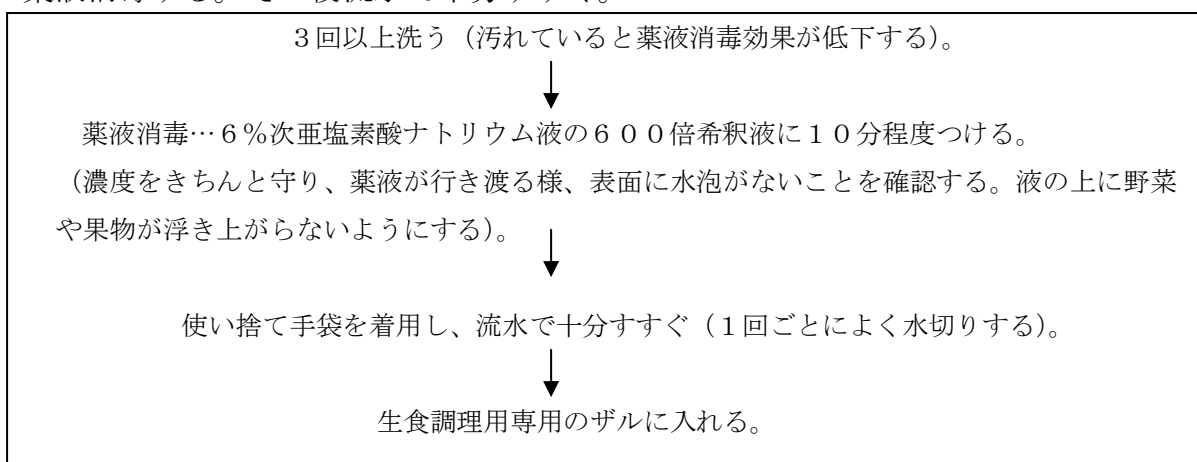 ３回以上洗う（汚れていると薬液消毒効果が低下する）。
薬液消毒…６％次亜塩素酸ナトリウム液の６００倍希釈液に１０分程度つける。
（濃度をきちんと守り、薬液が行き渡る様、表面に水泡がないことを確認する。液の上に野菜
や果物が浮き上がらないようにする）。
使い捨て手袋を着用し、流水で十分すすぐ（１回ごとによく水切りする）。
生食調理用専用のザルに入れる。